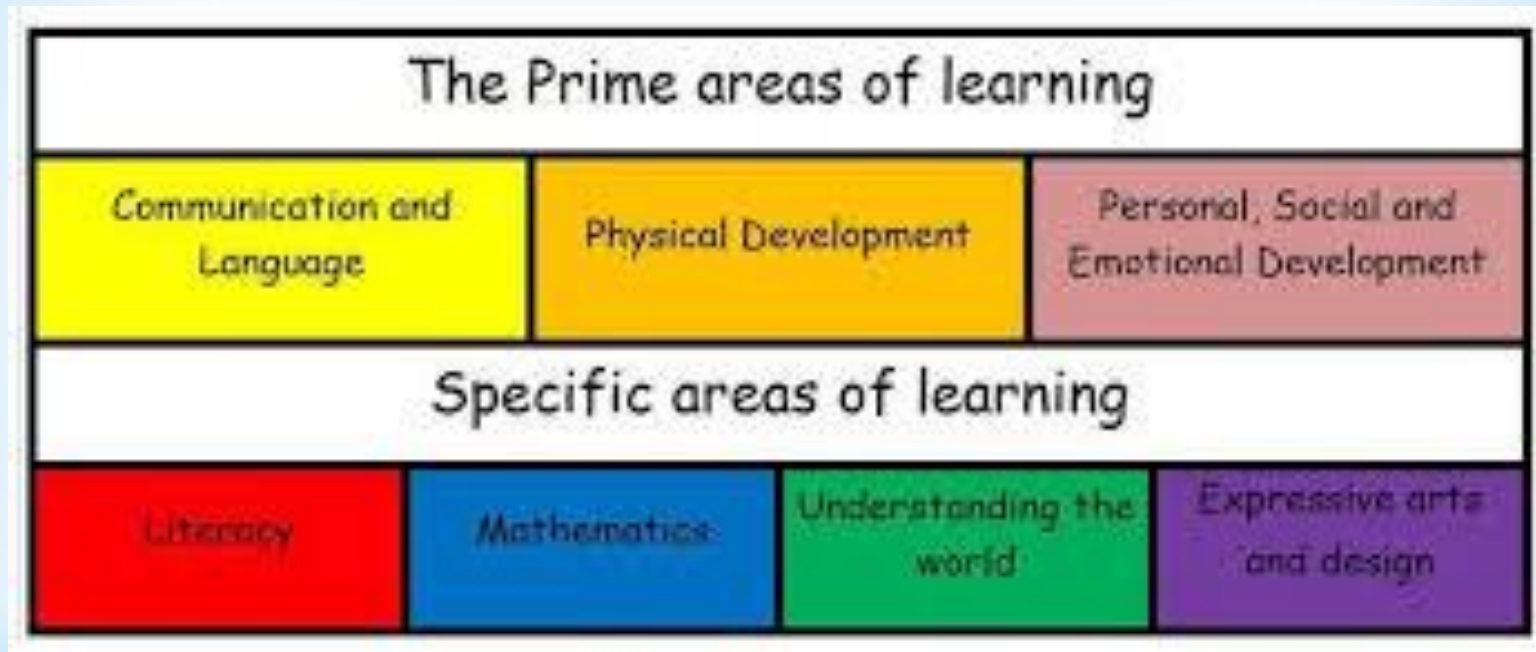 The Prime areas of learning
Communication and
Language
Physical Development
Personal, Social and
Emotional Development
Specific areas of learning
Literacy
Mathematics
Understanding the
world
Expressive arts
and design